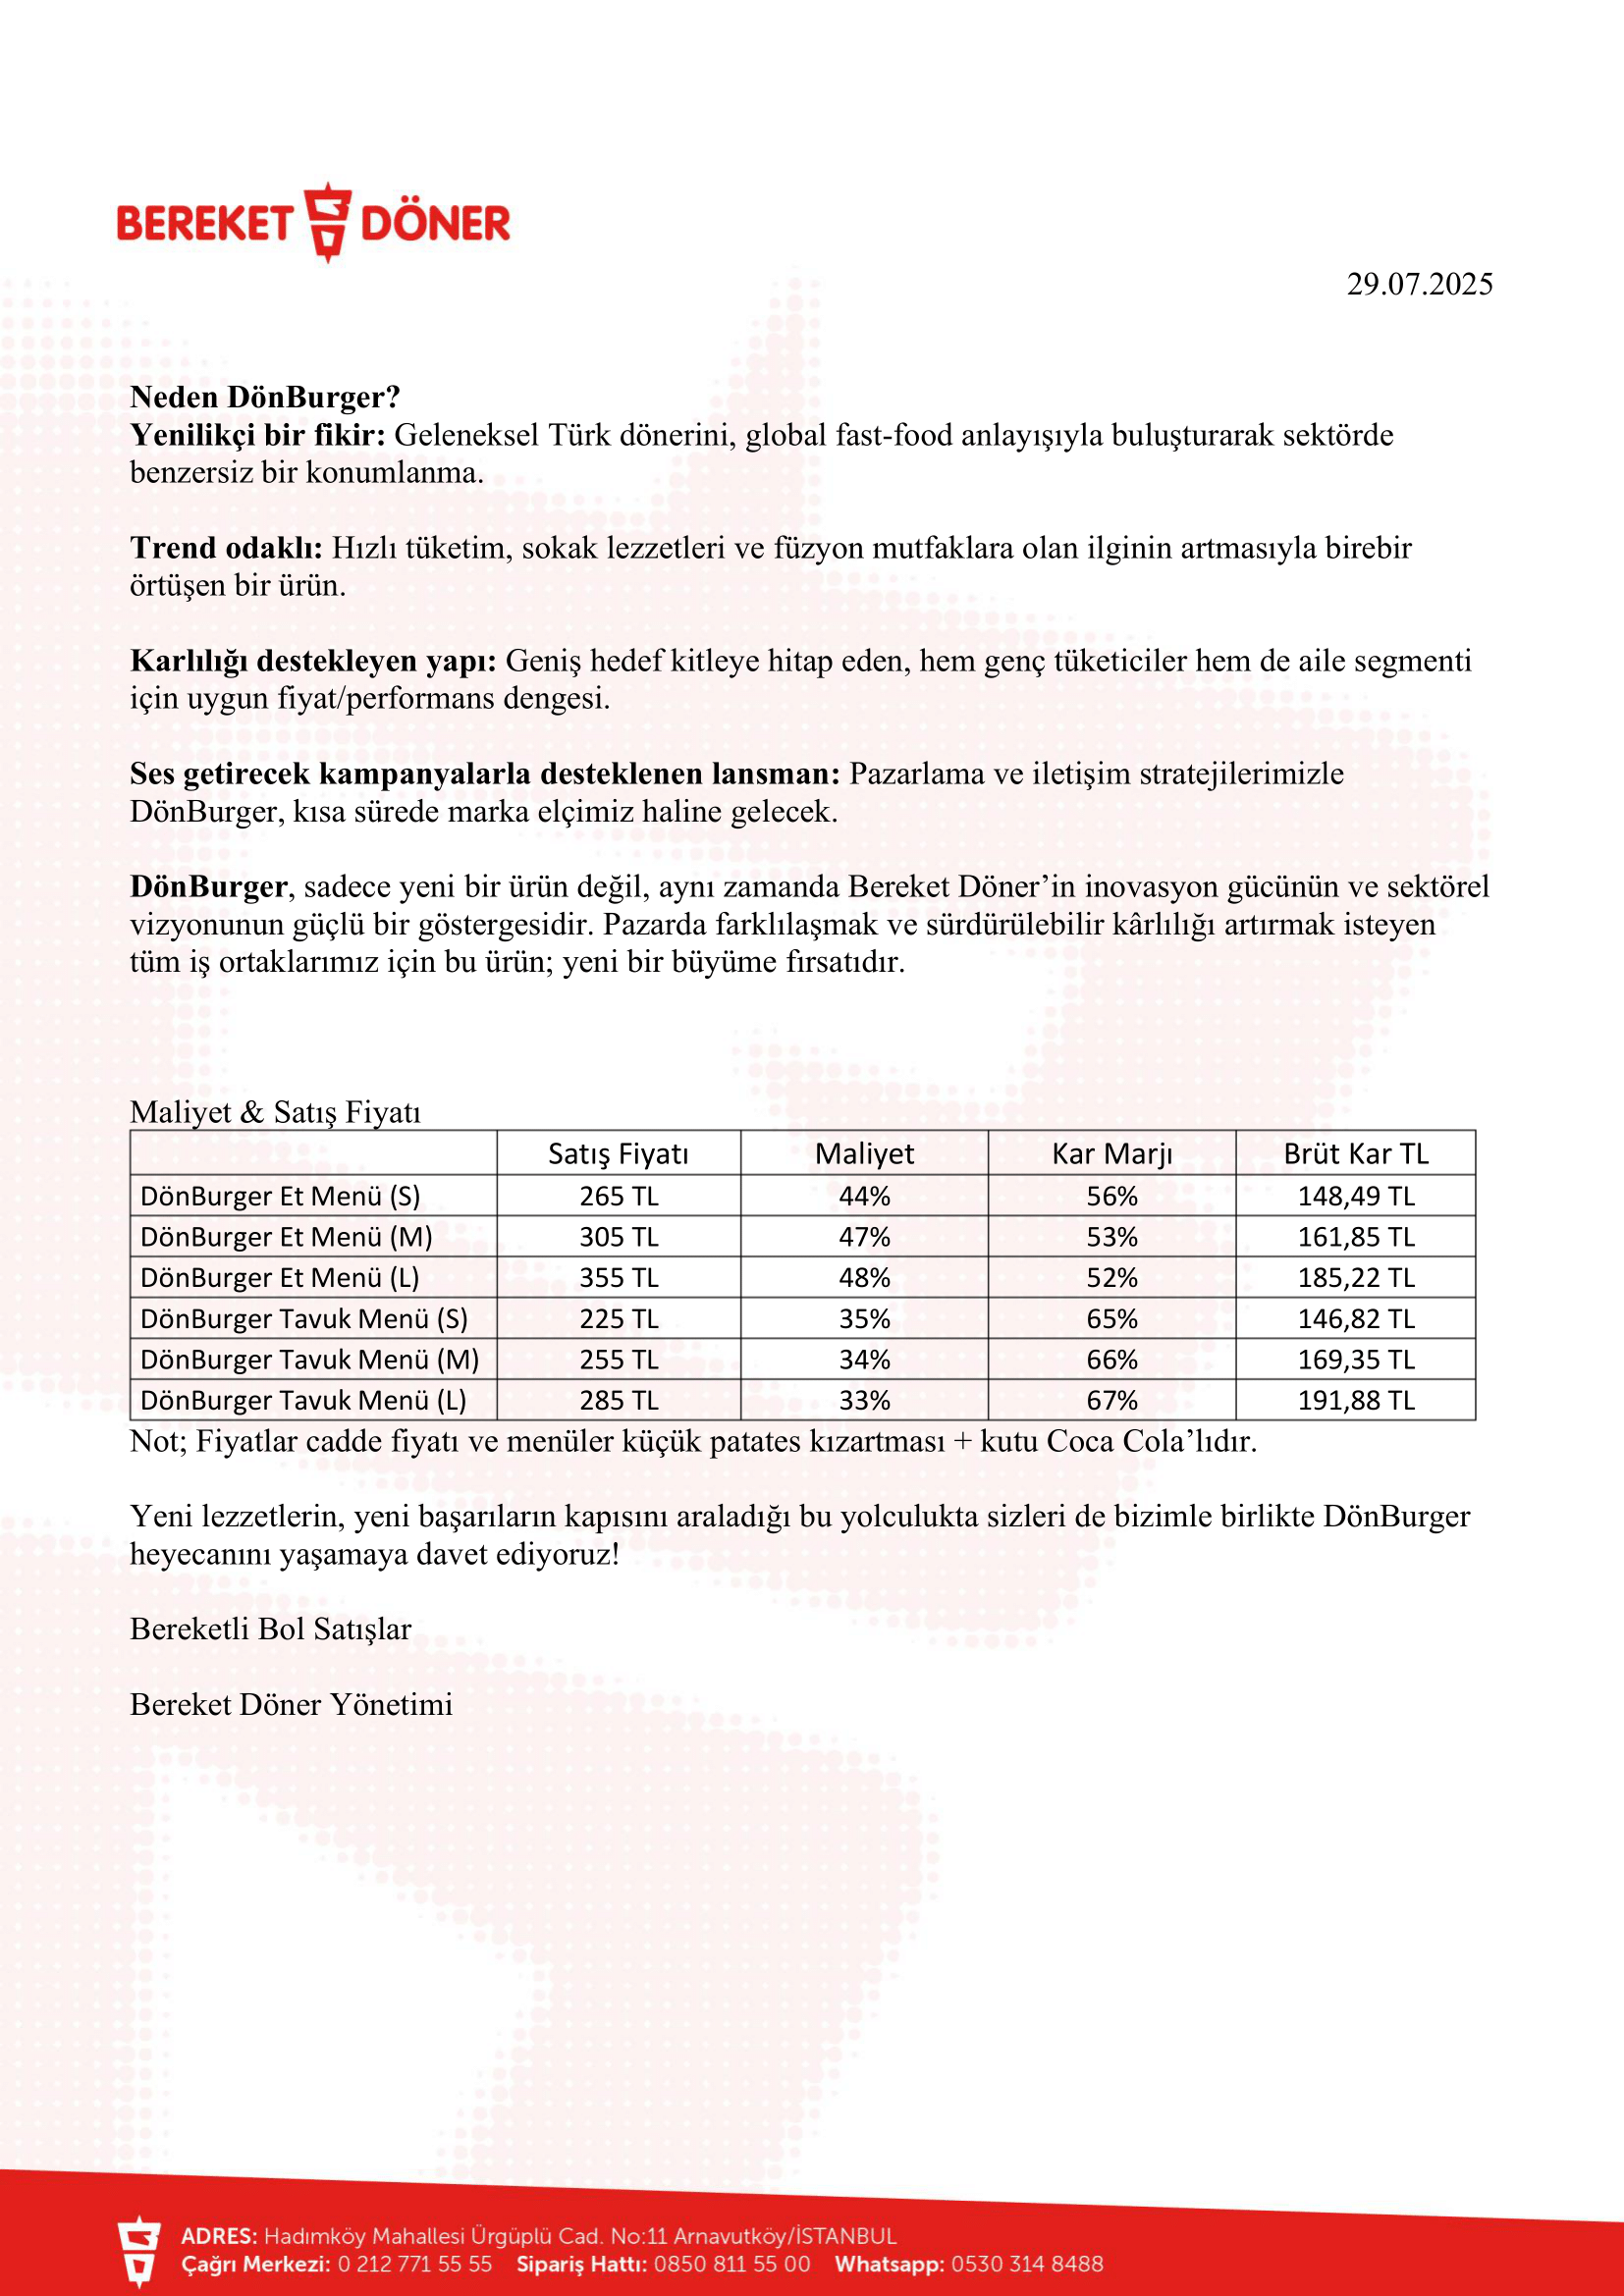 BEREKET DÖNER
29.07.2025
Neden DönBurger?
Yenilikçi bir fikir: Geleneksel Türk dönerini, global fast-food anlayışıyla buluşturarak sektörde
benzersiz bir konumlanma.
Trend odaklı: Hızlı tüketim, sokak lezzetleri ve füzyon mutfaklara olan ilginin artmasıyla birebir
örtüşen bir ürün.
Karlılığı destekleyen yapı: Geniş hedef kitleye hitap eden, hem genç tüketiciler hem de aile segmenti
için uygun fiyat/performans dengesi.
Ses getirecek kampanyalarla desteklenen lansman: Pazarlama ve iletişim stratejilerimizle
DönBurger, kısa sürede marka elçimiz haline gelecek.
DönBurger, sadece yeni bir ürün değil, aynı zamanda Bereket Döner’in inovasyon gücünün ve sektörel
vizyonunun güçlü bir göstergesidir. Pazarda farklılaşmak ve sürdürülebilir kârlılığı artırmak isteyen
tüm iş ortaklarımız için bu ürün; yeni bir büyüme fırsatıdır.
Maliyet & Satış Fiyatı
Satış Fiyatı Maliyet Kar Marjı Brüt Kar TL
DönBurger Et Menü (S) 265 TL 44% 56% 148,49 TL
DönBurger Et Menü (M) 305 TL 47% 53% 161,85 TL
DönBurger Et Menü (L) 355 TL 48% 52% 185,22 TL
DönBurger Tavuk Menü (S) 225 TL 35% 65% 146,82 TL
DönBurger Tavuk Menü (M) 255 TL 34% 66% 169,35 TL
DönBurger Tavuk Menü (L) 285 TL 33% 67% 191,88 TL
Not; Fiyatlar cadde fiyatı ve menüler küçük patates kızartması + kutu Coca Cola’lıdır.
Yeni lezzetlerin, yeni başarıların kapısını araladığı bu yolculukta sizleri de bizimle birlikte DönBurger
heyecanını yaşamaya davet ediyoruz!
Bereketli Bol Satışlar
Bereket Döner Yönetimi
ADRES: Hadımköy Mahallesi Ürgüplü Cad. No:11 Arnavutköy/İSTANBUL
Çağrı Merkezi: 0 212 771 55 55 Sipariş Hattı: 0850 811 55 00 Whatsapp: 0530 314 8488